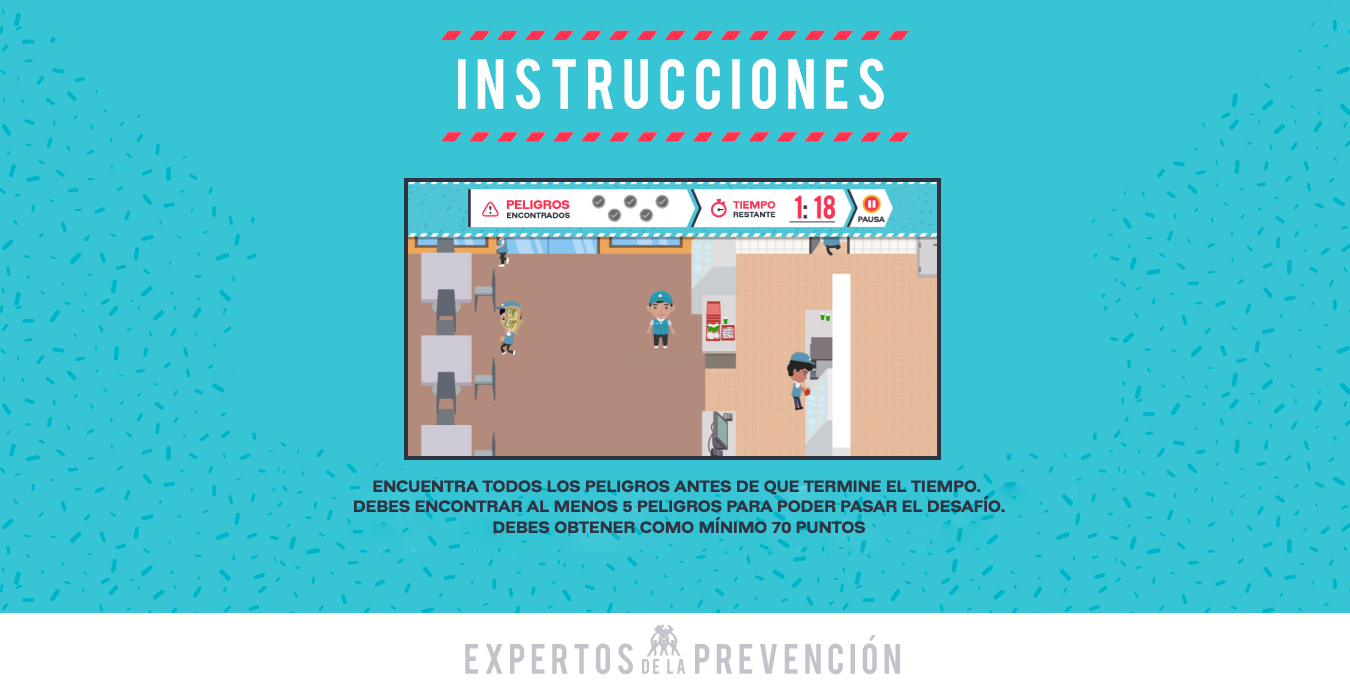 INSTRUCCIONES
PELIGROS
ENCONTRADOS
TIEMPO
RESTANTE
1:18
PAUSA
ENCUENTRA TODOS LOS PELIGROS ANTES DE QUE TERMINE EL TIEMPO.
DEBES ENCONTRAR AL MENOS 5 PELIGROS PARA PODER PASAR EL DESAFÍO.
DEBES OBTENER COMO MÍNIMO 70 PUNTOS
EXPERTOS DE LA PREVENCIÓN